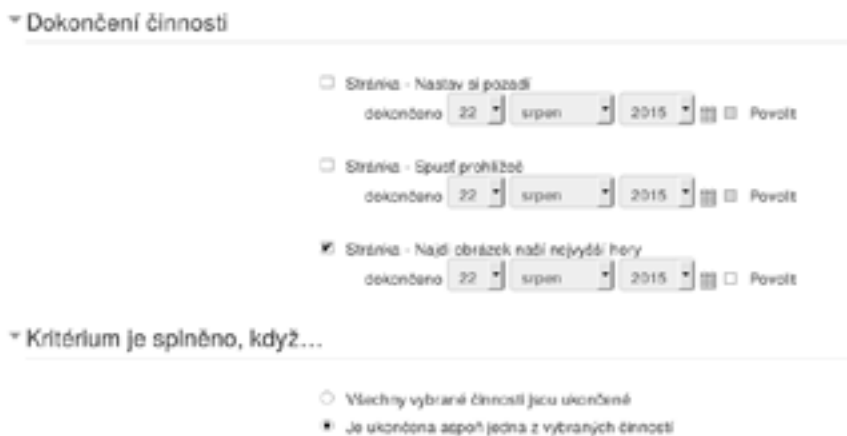 Dokončení činnosti
Stránka - Nastav si pozadí
dokončeno 22 srpen 2015 Povolit
Stránka - Spusť prohlížeč
dokončeno 22 srpen 2015 Povolit
Stránka - Najdi obrázek naší nejvyšší hory
dokončeno 22 srpen 2015 Povolit
Kritérium je splněno, když...
Všechny vybrané činnosti jsou ukončené
Je ukončena aspoň jedna z vybraných činností